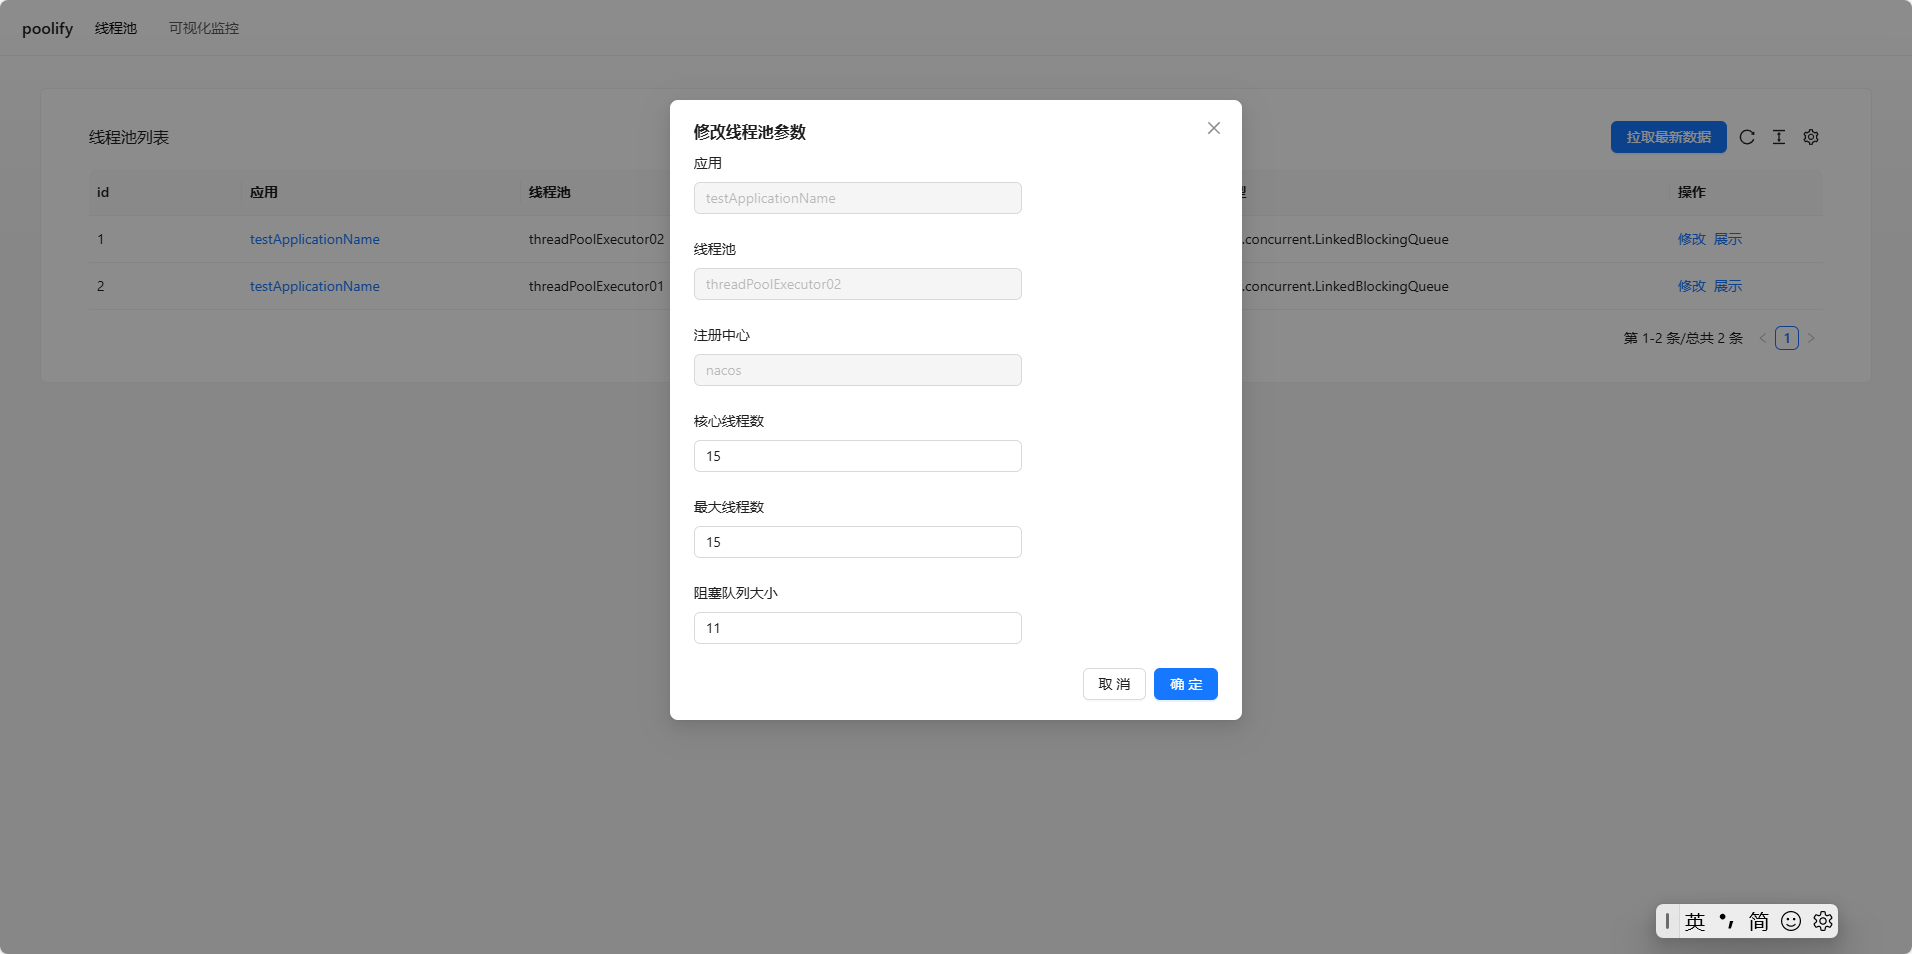 poolify 线程池 可视化监控
线程池列表
拉取最新数据
id 应用 线程池 操作
1 testApplicationName threadPoolExecutor02 .concurrent.LinkedBlockingQueue 修改 展示
2 testApplicationName threadPoolExecutor01 .concurrent.LinkedBlockingQueue 修改 展示
第 1-2 条/总共 2 条 1
修改线程池参数
应用
testApplicationName
线程池
threadPoolExecutor02
注册中心
nacos
核心线程数
15
最大线程数
15
阻塞队列大小
11
取 消 确 定
英 简